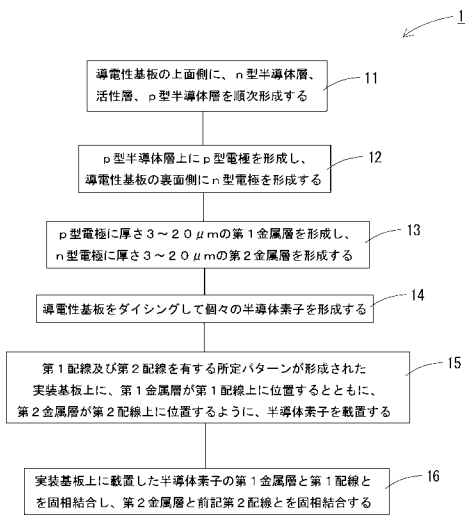 1
導電性基板の上面側に、n型半導体層、
活性層、p型半導体層を順次形成する
11
p型半導体層上にp型電極を形成し、
導電性基板の裏面側にn型電極を形成する
12
p型電極に厚さ3~20μmの第1金属層を形成し、
n型電極に厚さ3~20μmの第2金属層を形成する
13
導電性基板をダイシングして個々の半導体素子を形成する
14
第1配線及び第2配線を有する所定パターンが形成された
実装基板上に、第1金属層が第1配線上に位置するとともに、
第2金属層が第2配線上に位置するように、半導体素子を載置する
15
実装基板上に載置した半導体素子の第1金属層と第1配線と
を固相結合し、第2金属層と前記第2配線とを固相結合する
16